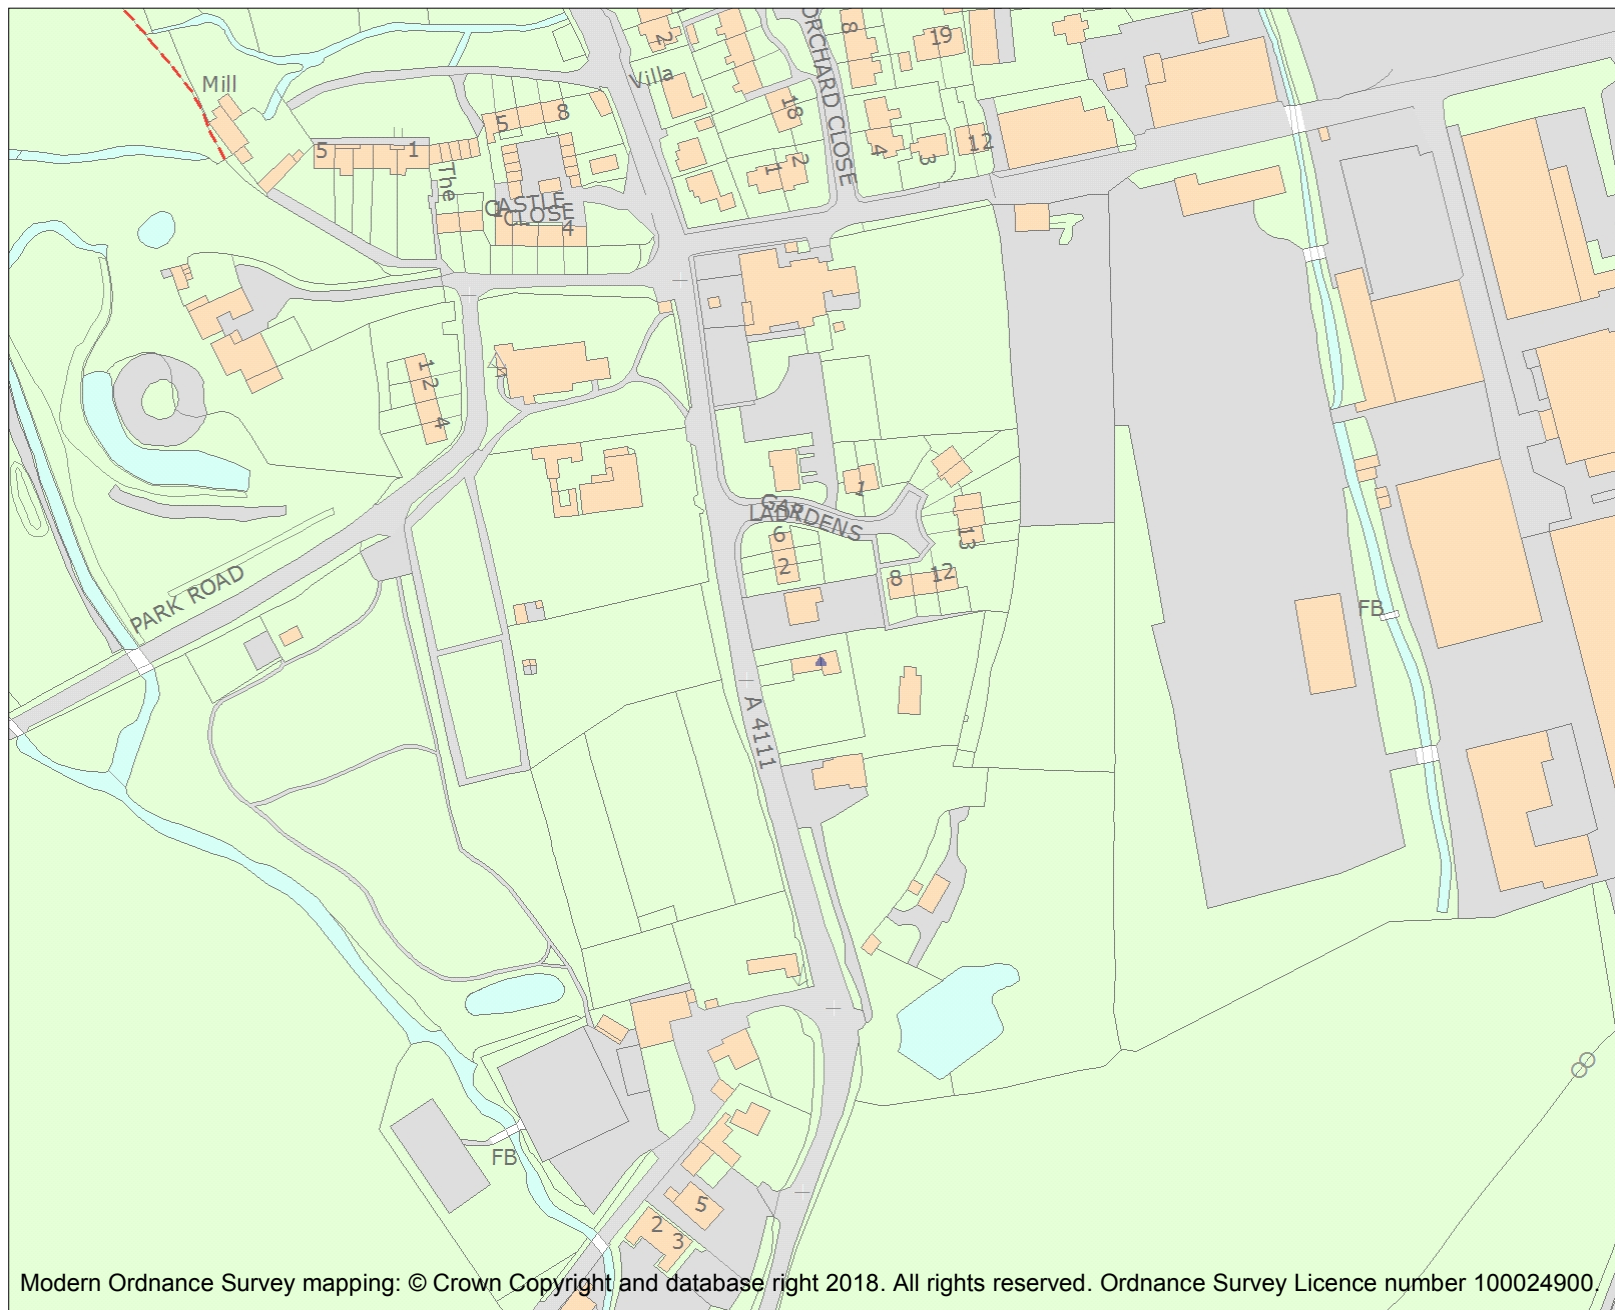 2
Villa
ORCHARD CLOSE
8
19
18
Mill
5
8
5
1
The
4
3
12
1
2
CASTLE
CLOSE
4
1
2
4
1
GARDENS
LADY
6
2
13
8
12
PARK ROAD
FB
A 4111
FB
5
2
3
Modern Ordnance Survey mapping: © Crown Copyright and database right 2018. All rights reserved. Ordnance Survey Licence number 100024900.